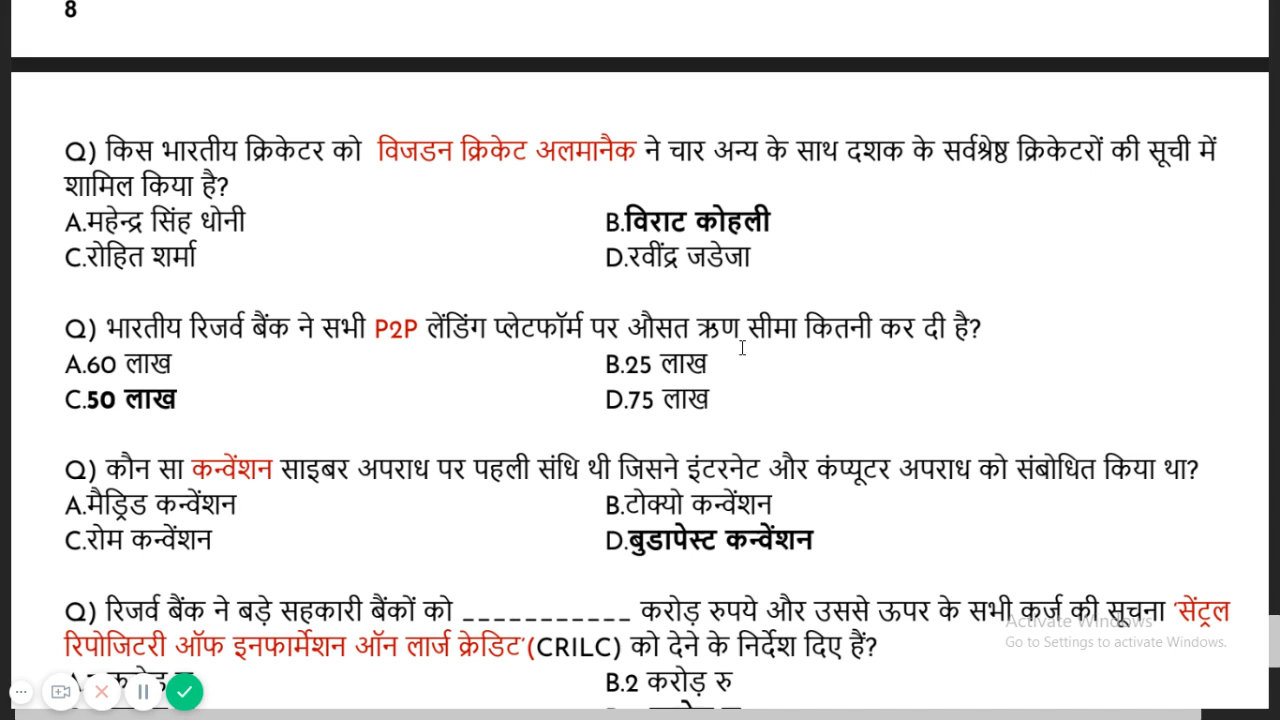 8
Q) किस भारतीय क्रिकेटर को विजडन क्रिकेट अलमानैक ने चार अन्य के साथ दशक के सर्वश्रेष्ठ क्रिकेटरों की सूची में
शामिल किया है?
A.महेन्द्र सिंह धोनी B.विराट कोहली
C.रोहित शर्मा D.रवींद्र जडेजा
Q) भारतीय रिजर्व बैंक ने सभी P2P लेंडिंग प्लेटफॉर्म पर औसत ऋण सीमा कितनी कर दी है?
A.60 लाख B.25 लाख
C.50 लाख D.75 लाख
Q) कौन सा कन्वेंशन साइबर अपराध पर पहली संधि थी जिसने इंटरनेट और कंप्यूटर अपराध को संबोधित किया था?
A.मैड्रिड कन्वेंशन B.टोक्यो कन्वेंशन
C.रोम कन्वेंशन D.बुडापेस्ट कन्वेंशन
Q) रिजर्व बैंक ने बड़े सहकारी बैंकों को ___________ करोड़ रुपये और उससे ऊपर के सभी कर्ज की सूचना 'सेंट्रल
रिपोजिटरी ऑफ इनफार्मेशन ऑन लार्ज क्रेडिट'(CRILC) को देने के निर्देश दिए हैं?
B.2 करोड़ रु
Activate Windows
Go to Settings to activate Windows.